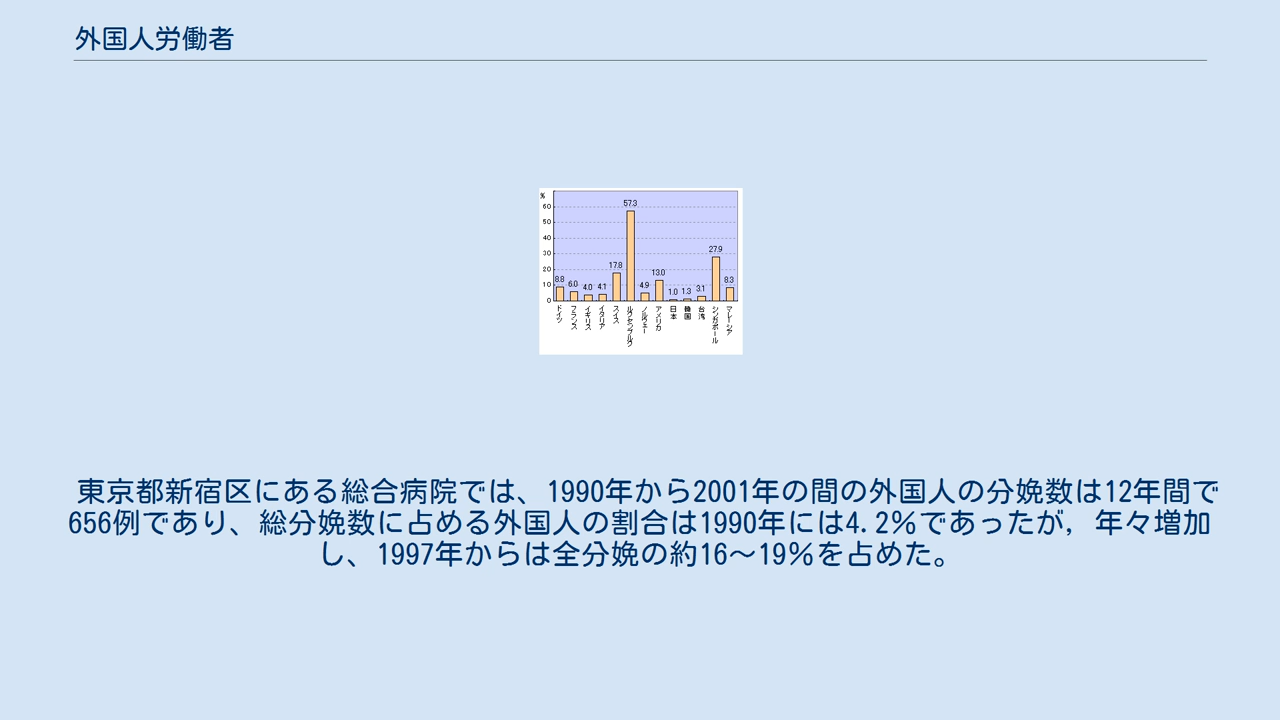 外国人労働者
%
60
50
40
30
20
10
0
8.8
6.0
4.0
4.1
17.8
57.3
4.9
13.0
1.0
1.3
3.1
27.9
8.3
ドイツ
フランス
イギリス
イタリア
スイス
ルクセンブルク
ノルウェー
アメリカ
日本
韓国
台湾
シンガポール
マレーシア
東京都新宿区にある総合病院では、1990年から2001年の間の外国人の分娩数は12年間で
656例であり、総分娩数に占める外国人の割合は1990年には4.2％であったが，年々増加
し、1997年からは全分娩の約16～19％を占めた。